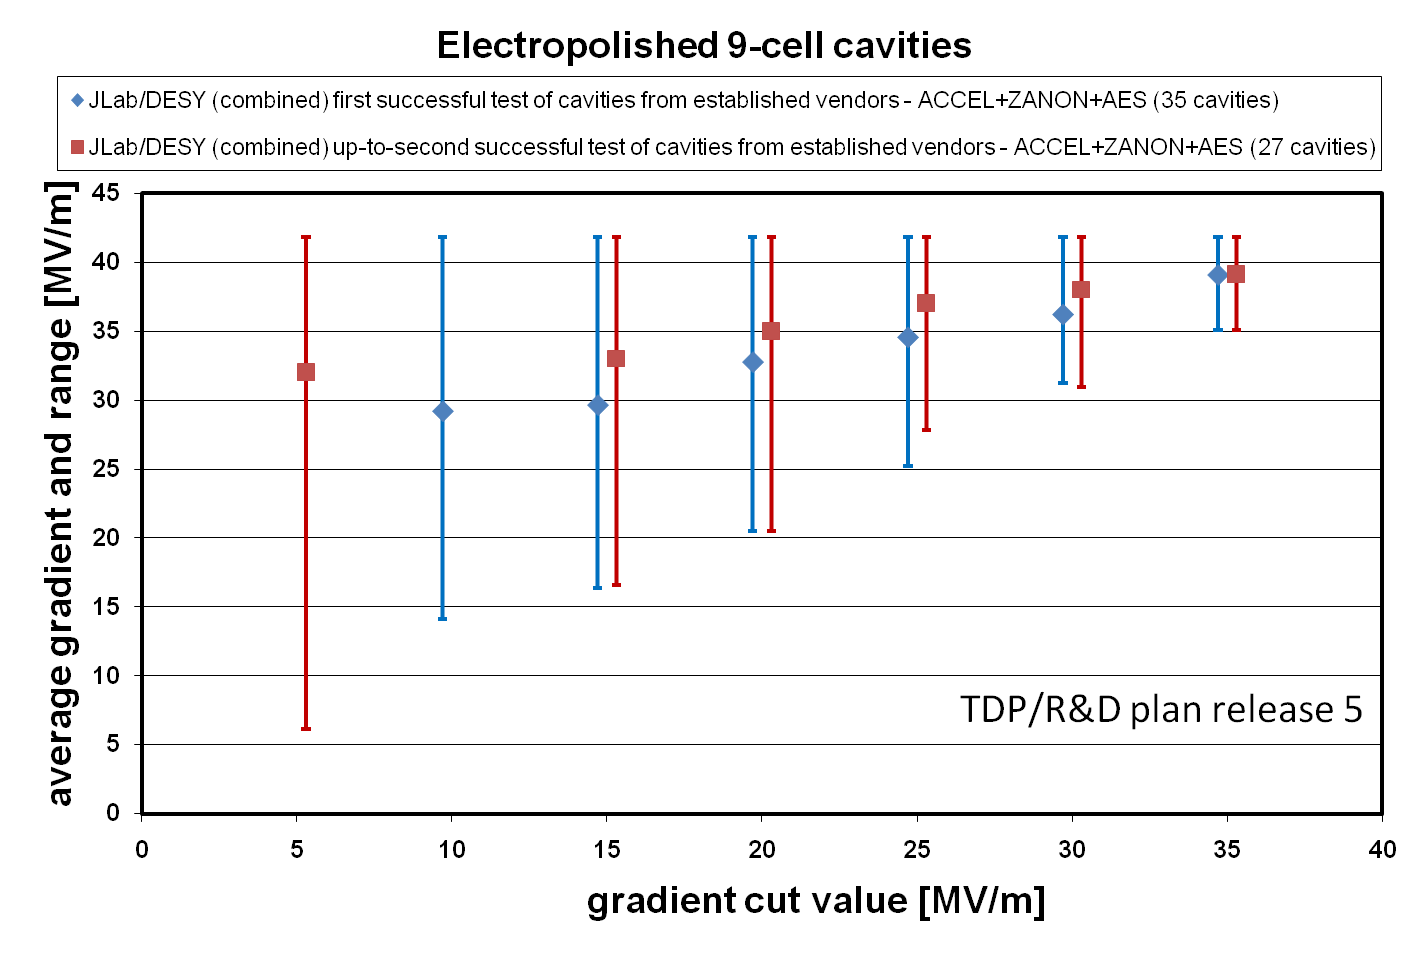 Electropolished 9-cell cavities
JLab/DESY (combined) first successful test of cavities from established vendors - ACCEL+ZANON+AES (35 cavities)
JLab/DESY (combined) up-to-second successful test of cavities from established vendors - ACCEL+ZANON+AES (27 cavities)
average gradient and range [MV/m]
45
40
35
30
25
20
15
10
5
0
TDP/R&D plan release 5
0 5 10 15 20 25 30 35 40
gradient cut value [MV/m]